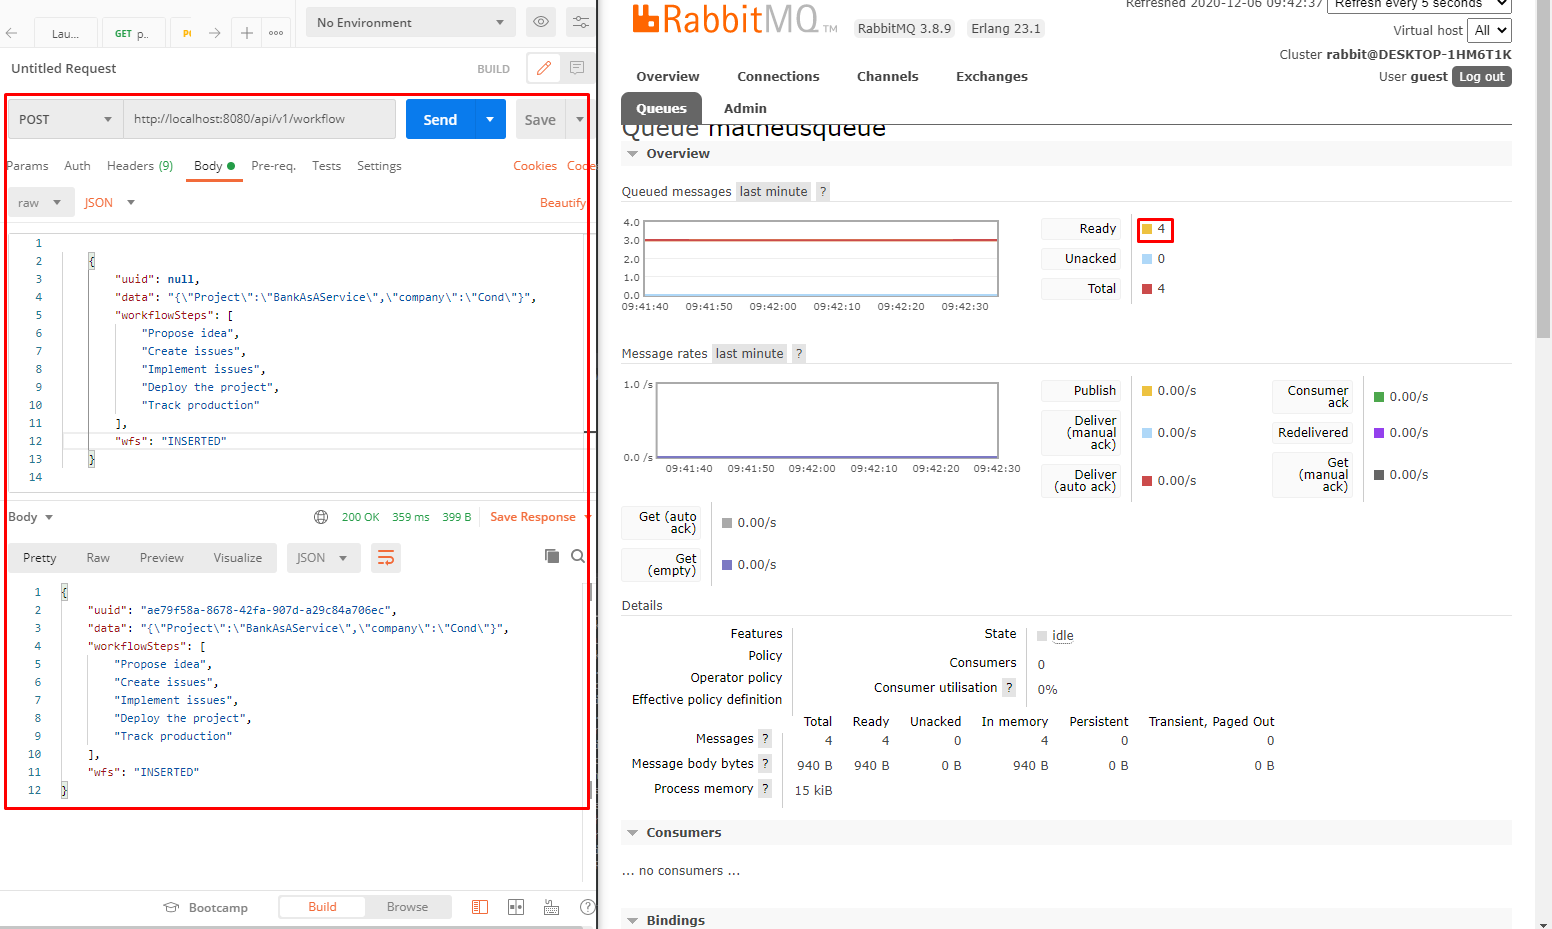 Lau...
GET p..
No Environment
Untitled Request
BUILD
POST
http://localhost:8080/api/v1/workflow
Send
Save
Params Auth Headers (9) Body Pre-req. Tests Settings Cookies Code
raw JSON Beautify
1
2 {
3 "uuid": null,
4 "data": "{\"Project\":\"BankAsAService\",\"company\":\"Cond\"}",
5 "workflowSteps": [
6 "Propose idea",
7 "Create issues",
8 "Implement issues",
9 "Deploy the project",
10 "Track production"
11 ],
12 "wfs": "INSERTED"
13 }
14
Body 200 OK 359 ms 399 B Save Response
Pretty Raw Preview Visualize JSON
1 {
2 "uuid": "ae79f58a-8678-42fa-907d-a29c84a706ec",
3 "data": "{\"Project\":\"BankAsAService\",\"company\":\"Cond\"}",
4 "workflowSteps": [
5 "Propose idea",
6 "Create issues",
7 "Implement issues",
8 "Deploy the project",
9 "Track production"
10 ],
11 "wfs": "INSERTED"
12 }
Bootcamp Build Browse ?
RabbitMQ TM RabbitMQ 3.8.9 Erlang 23.1
Refreshed 2020-12-06 09:42:37 Refresh every 5 seconds
Virtual host All
Cluster rabbit@DESKTOP-1HM6T1K
User guest Log out
Overview Connections Channels Exchanges
Queues Admin
Queue matheusqueue
Overview
Queued messages last minute ?
4.0
3.0
2.0
1.0
0.0
09:41:40 09:41:50 09:42:00 09:42:10 09:42:20 09:42:30
Ready 4
Unacked 0
Total 4
Message rates last minute ?
1.0 /s
0.0 /s
09:41:40 09:41:50 09:42:00 09:42:10 09:42:20 09:42:30
Publish 0.00/s
Deliver (manual ack) 0.00/s
Deliver (auto ack) 0.00/s
Consumer ack 0.00/s
Redelivered 0.00/s
Get (manual ack) 0.00/s
Get (auto ack) 0.00/s
Get (empty) 0.00/s
Details
Features
Policy
Operator policy
Effective policy definition
State idle
Consumers 0
Consumer utilisation ? 0%
Total Ready Unacked In memory Persistent Transient, Paged Out
Messages ? 4 4 0 4 0 0
Message body bytes ? 940 B 940 B 0 B 940 B 0 B 0 B
Process memory ? 15 kiB
Consumers
... no consumers ...
Bindings